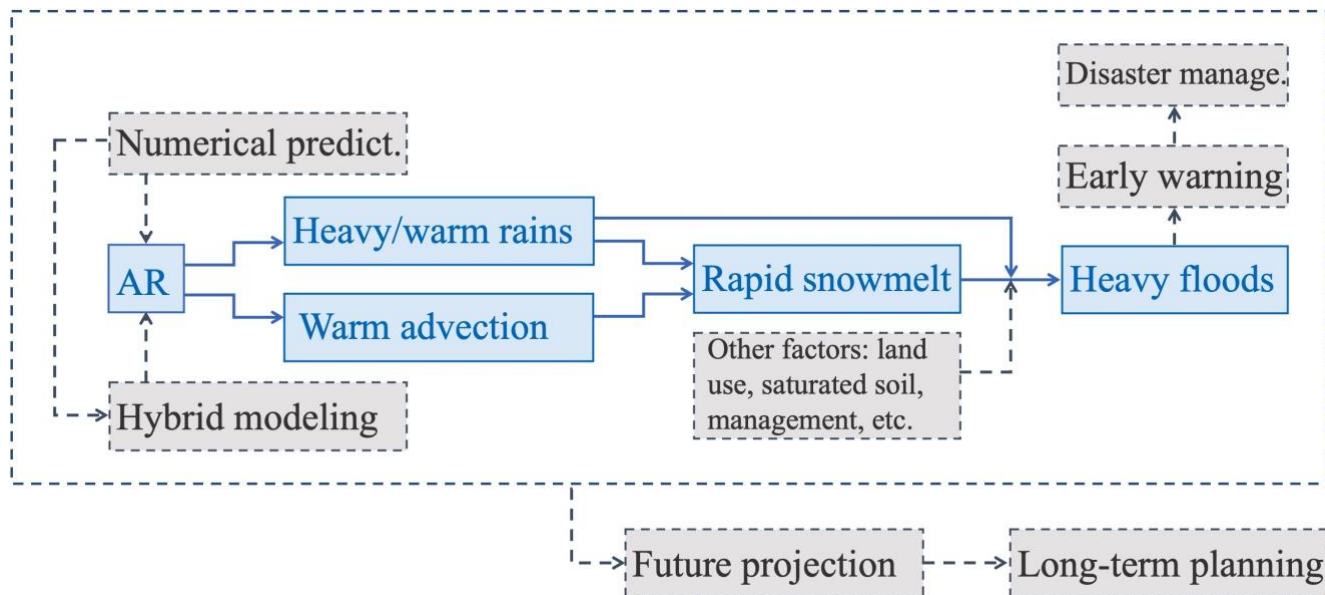 Disaster manage.
Numerical predict.
Early warning
Heavy/warm rains
AR
Rapid snowmelt
Heavy floods
Warm advection
Other factors: land
use, saturated soil,
management, etc.
Hybrid modeling
Future projection
Long-term planning